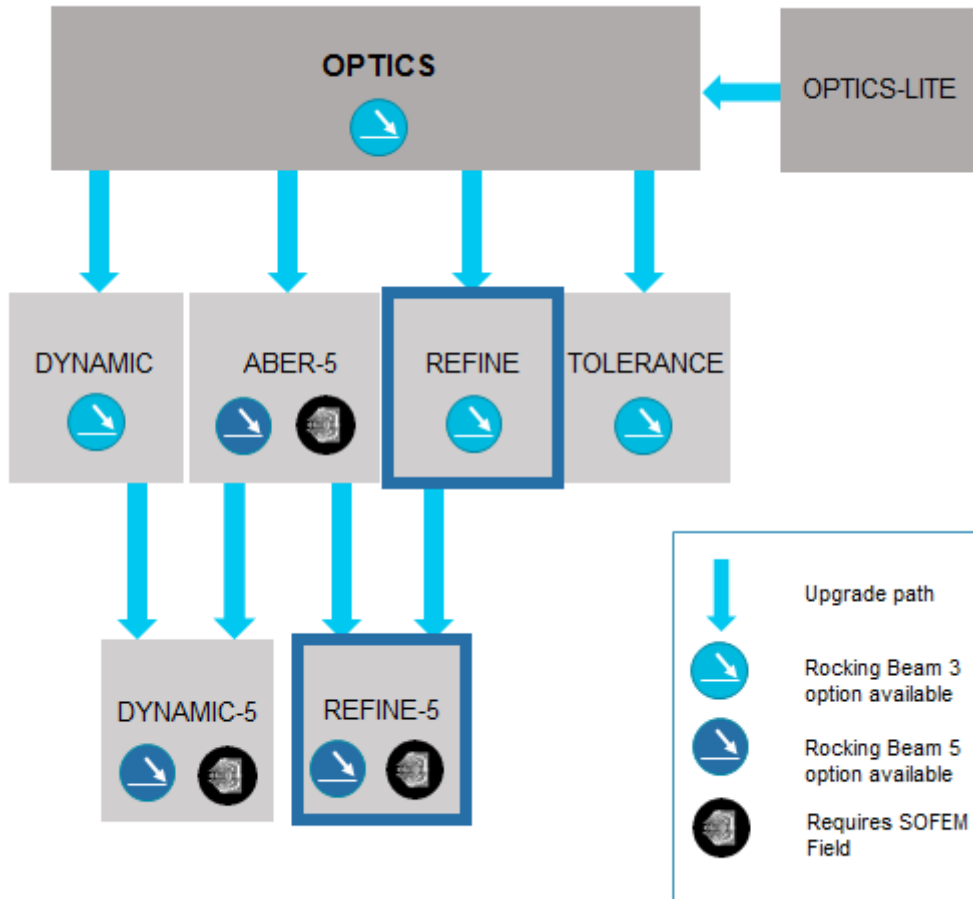 OPTICS
OPTICS-LITE
DYNAMIC
ABER-5
REFINE
TOLERANCE
DYNAMIC-5
REFINE-5
Upgrade path
Rocking Beam 3
option available
Rocking Beam 5
option available
Requires SOFEM
Field